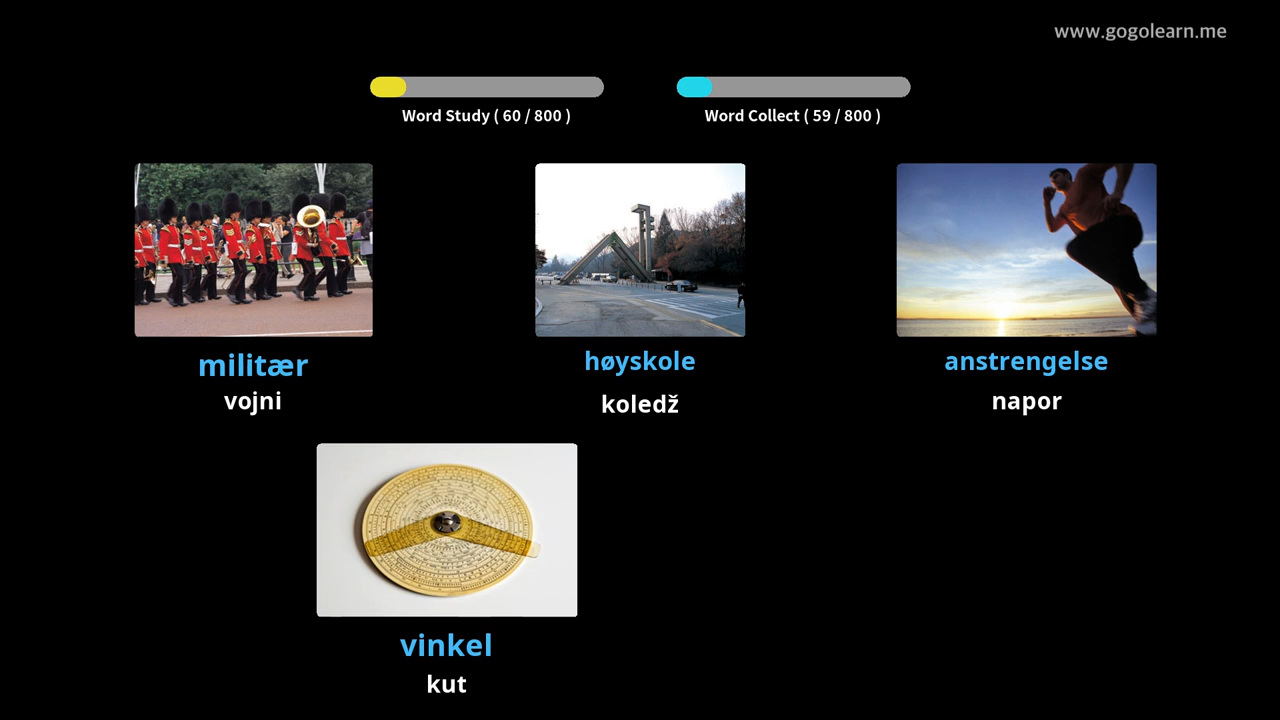 www.gogolearn.me
Word Study ( 60 / 800 )
Word Collect ( 59 / 800 )
militær
vojni
høyskole
koledž
anstrengelse
napor
vinkel
kut